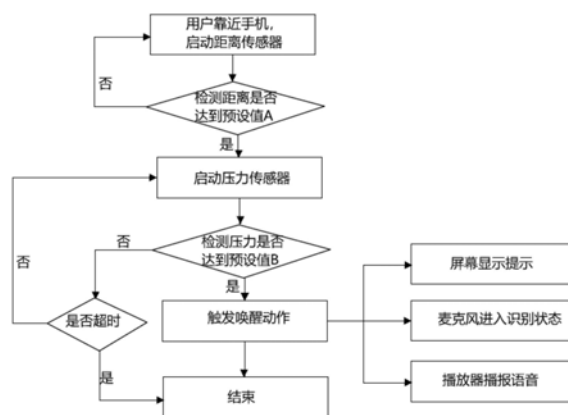 用户靠近手机,
启动距离传感器
否
检测距离是否
达到预设值A
是
启动压力传感器
否
否
检测压力是否
达到预设值B
屏幕显示提示
是
是否超时
触发唤醒动作
麦克风进入识别状态
是
结束
播放器播报语音